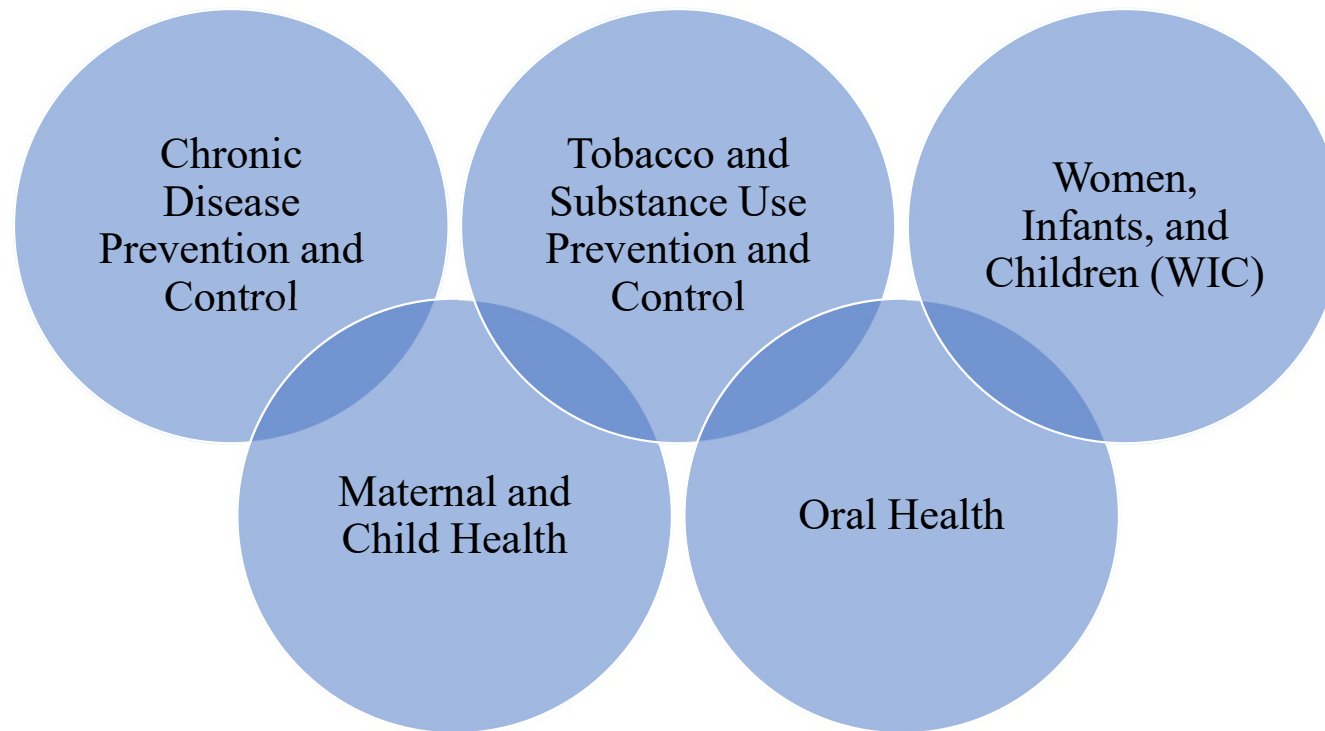 Chronic
Disease
Prevention and
Control
Tobacco and
Substance Use
Prevention and
Control
Women,
Infants, and
Children (WIC)
Maternal and
Child Health
Oral Health